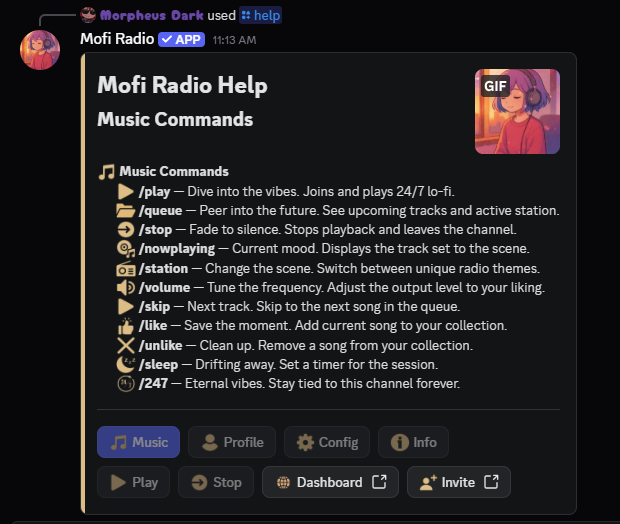 Morpheus Dark used help
Mofi Radio APP 11:13 AM
Mofi Radio Help
GIF
Music Commands
Music Commands
/play — Dive into the vibes. Joins and plays 24/7 lo-fi.
/queue — Peer into the future. See upcoming tracks and active station.
/stop — Fade to silence. Stops playback and leaves the channel.
/nowplaying — Current mood. Displays the track set to the scene.
/station — Change the scene. Switch between unique radio themes.
/volume — Tune the frequency. Adjust the output level to your liking.
/skip — Next track. Skip to the next song in the queue.
/like — Save the moment. Add current song to your collection.
/unlike — Clean up. Remove a song from your collection.
/sleep — Drifting away. Set a timer for the session.
/247 — Eternal vibes. Stay tied to this channel forever.
Music Profile Config Info
Play Stop Dashboard Invite